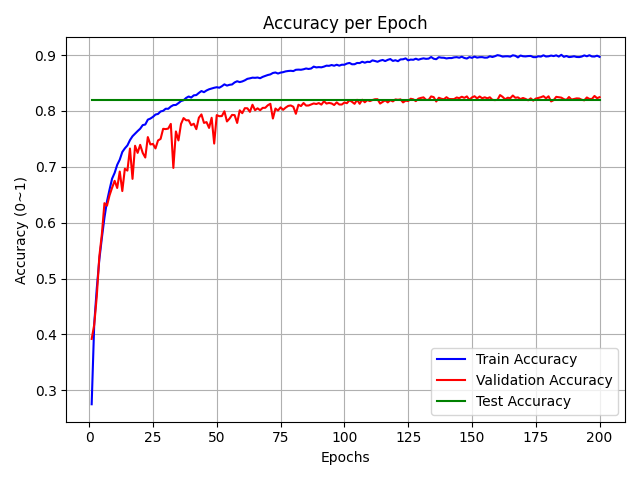 Accuracy per Epoch
Accuracy (0~1)
0.9
0.8
0.7
0.6
0.5
0.4
0.3
Train Accuracy
Validation Accuracy
Test Accuracy
0 25 50 75 100 125 150 175 200
Epochs